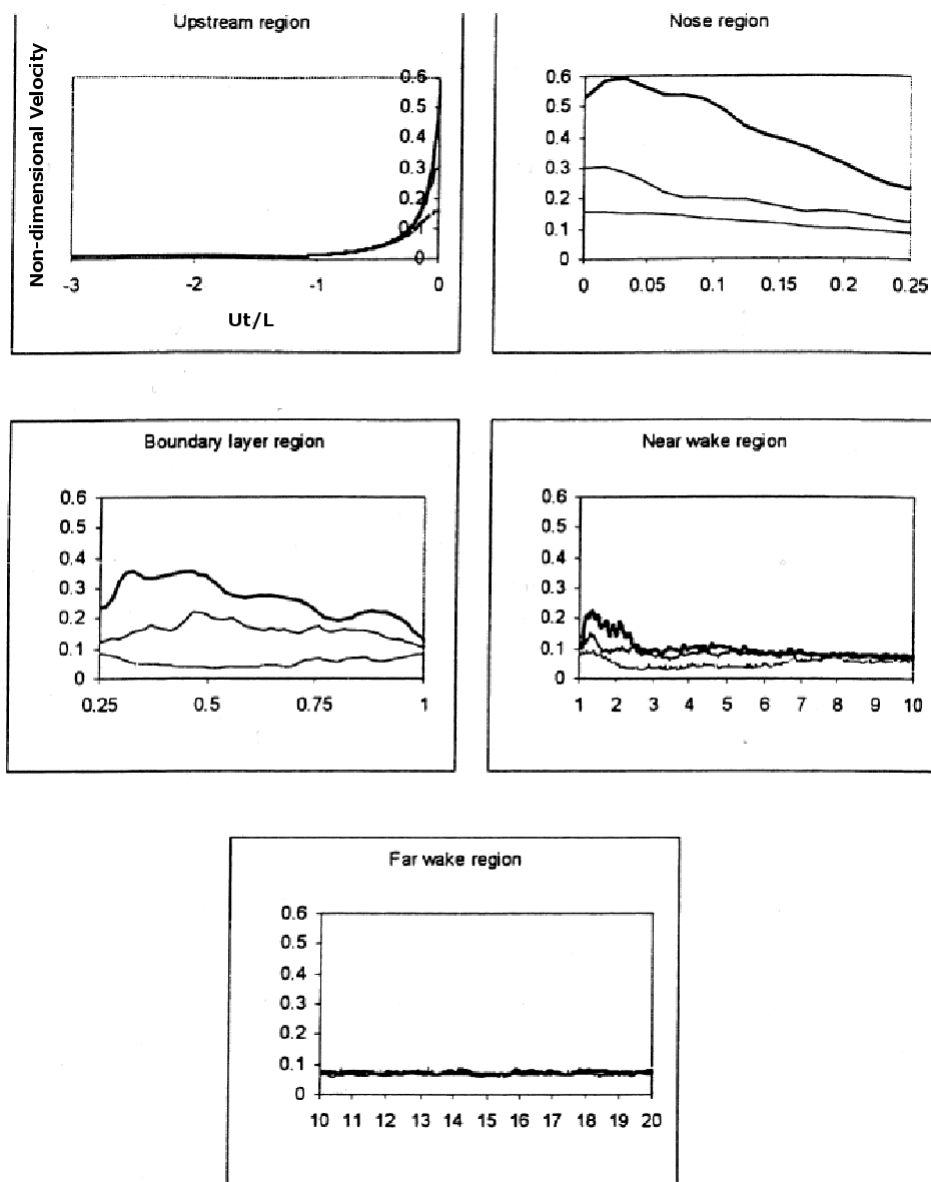 Upstream region
Non-dimensional Velocity
0.6
0.5
0.4
0.3
0.2
0.1
0
-3 -2 -1 0
Ut/L
Nose region
0.6
0.5
0.4
0.3
0.2
0.1
0
0 0.05 0.1 0.15 0.2 0.25
Boundary layer region
0.6
0.5
0.4
0.3
0.2
0.1
0
0.25 0.5 0.75 1
Near wake region
0.6
0.5
0.4
0.3
0.2
0.1
0
1 2 3 4 5 6 7 8 9 10
Far wake region
0.6
0.5
0.4
0.3
0.2
0.1
0
10 11 12 13 14 15 16 17 18 19 20